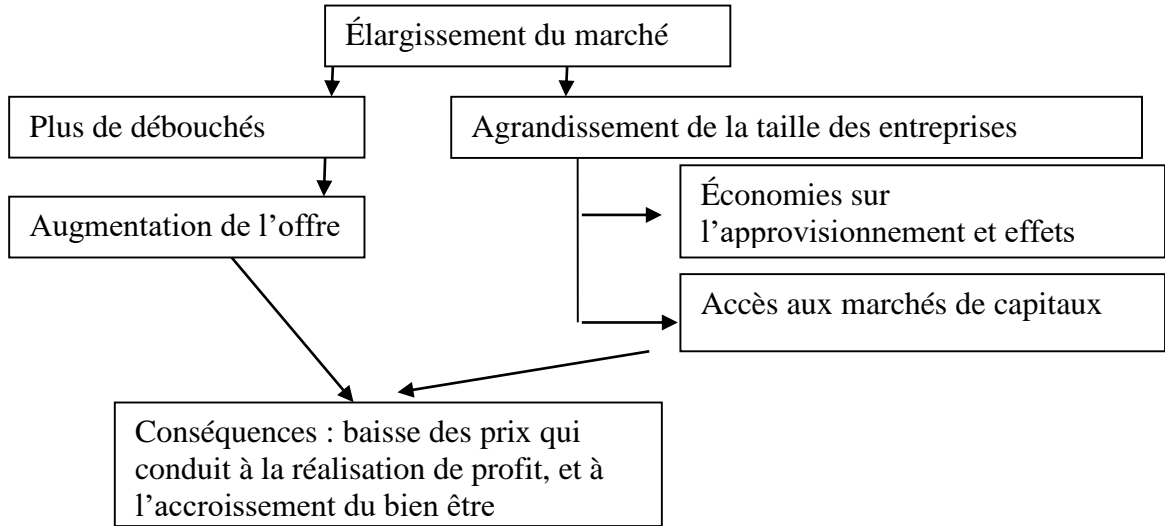 Élargissement du marché
Plus de débouchés
Agrandissement de la taille des entreprises
Augmentation de l’offre
Économies sur
l’approvisionnement et effets
Accès aux marchés de capitaux
Conséquences : baisse des prix qui
conduit à la réalisation de profit, et à
l’accroissement du bien être